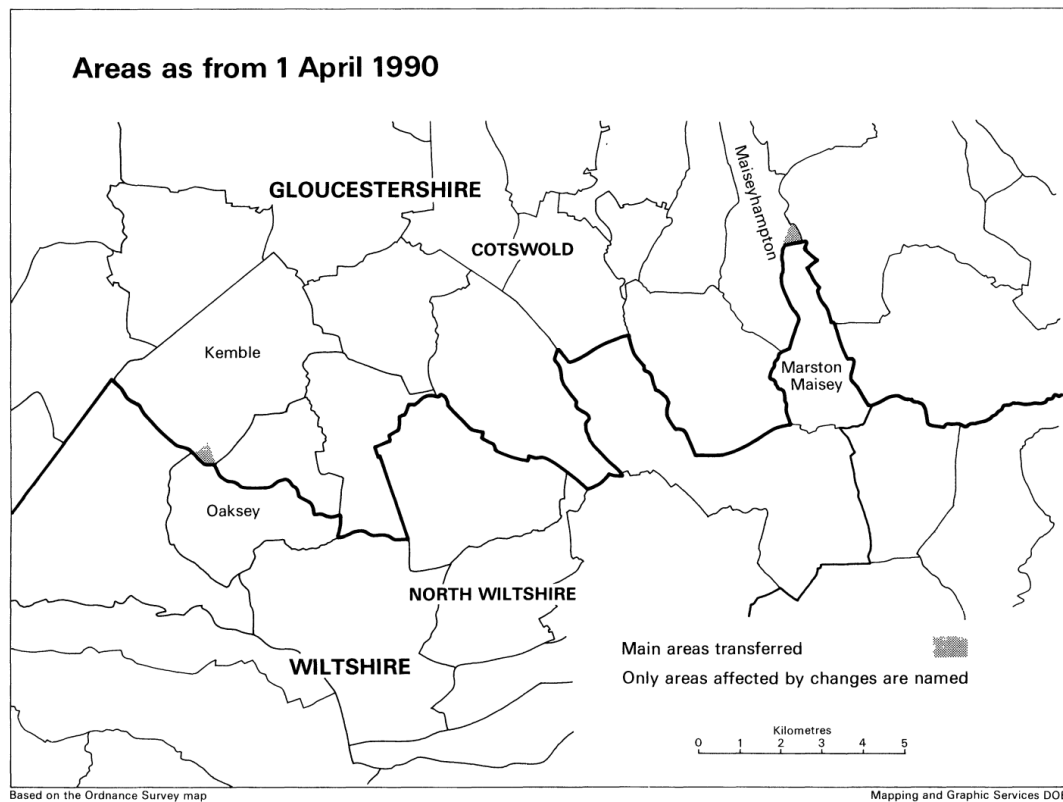 Areas as from 1 April 1990
GLOUCESTERSHIRE
Maiseyhampton
COTSWOLD
Kemble
Marston
Maisey
Oaksey
NORTH WILTSHIRE
WILTSHIRE
Main areas transferred
Only areas affected by changes are named
Kilometres
0 1 2 3 4 5
Based on the Ordnance Survey map
Mapping and Graphic Services DOE